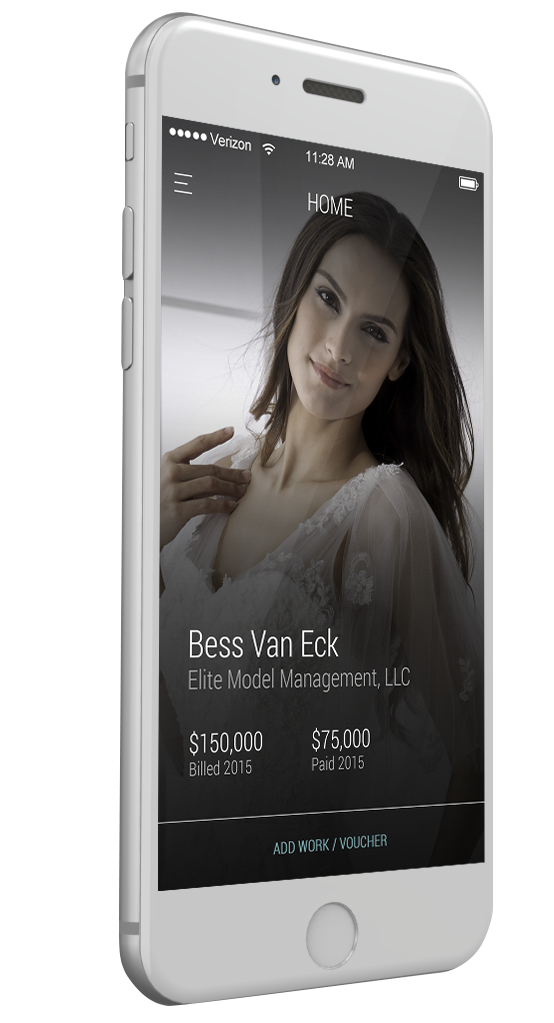 Verizon
11:28 AM
HOME
Bess Van Eck
Elite Model Management, LLC
$150,000 $75,000
Billed 2015 Paid 2015
ADD WORK / VOUCHER